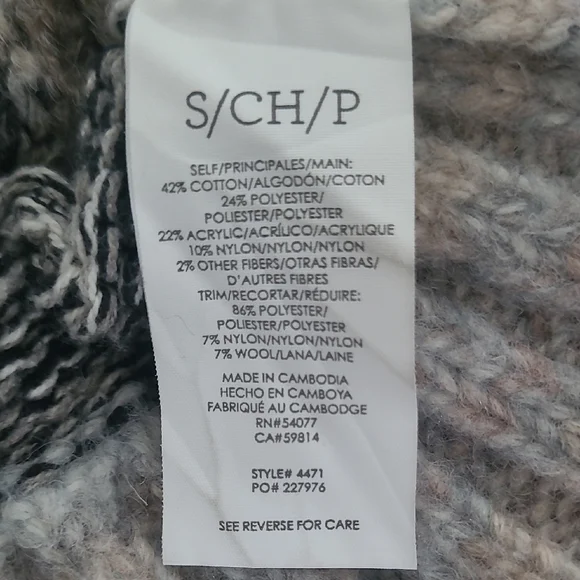 S/CH/P
SELF/PRINCIPALES/MAIN:
42% COTTON/ALGODÓN/COTON
24% POLYESTER/
POLIESTER/POLYESTER
22% ACRYLIC/ACRÍLICO/ACRYLIQUE
10% NYLON/NYLON/NYLON
2% OTHER FIBERS/OTRAS FIBRAS/
D'AUTRES FIBRES
TRIM/RECORTAR/RÉDUIRE:
86% POLYESTER/
POLIESTER/POLYESTER
7% NYLON/NYLON/NYLON
7% WOOL/LANA/LAINE
MADE IN CAMBODIA
HECHO EN CAMBOYA
FABRIQUÉ AU CAMBODGE
RN#54077
CA#59814
STYLE# 4471
PO# 227976
SEE REVERSE FOR CARE